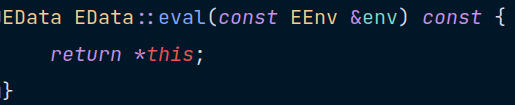 EData EData::eval(const EEnv &env) const {
    return *this;
}